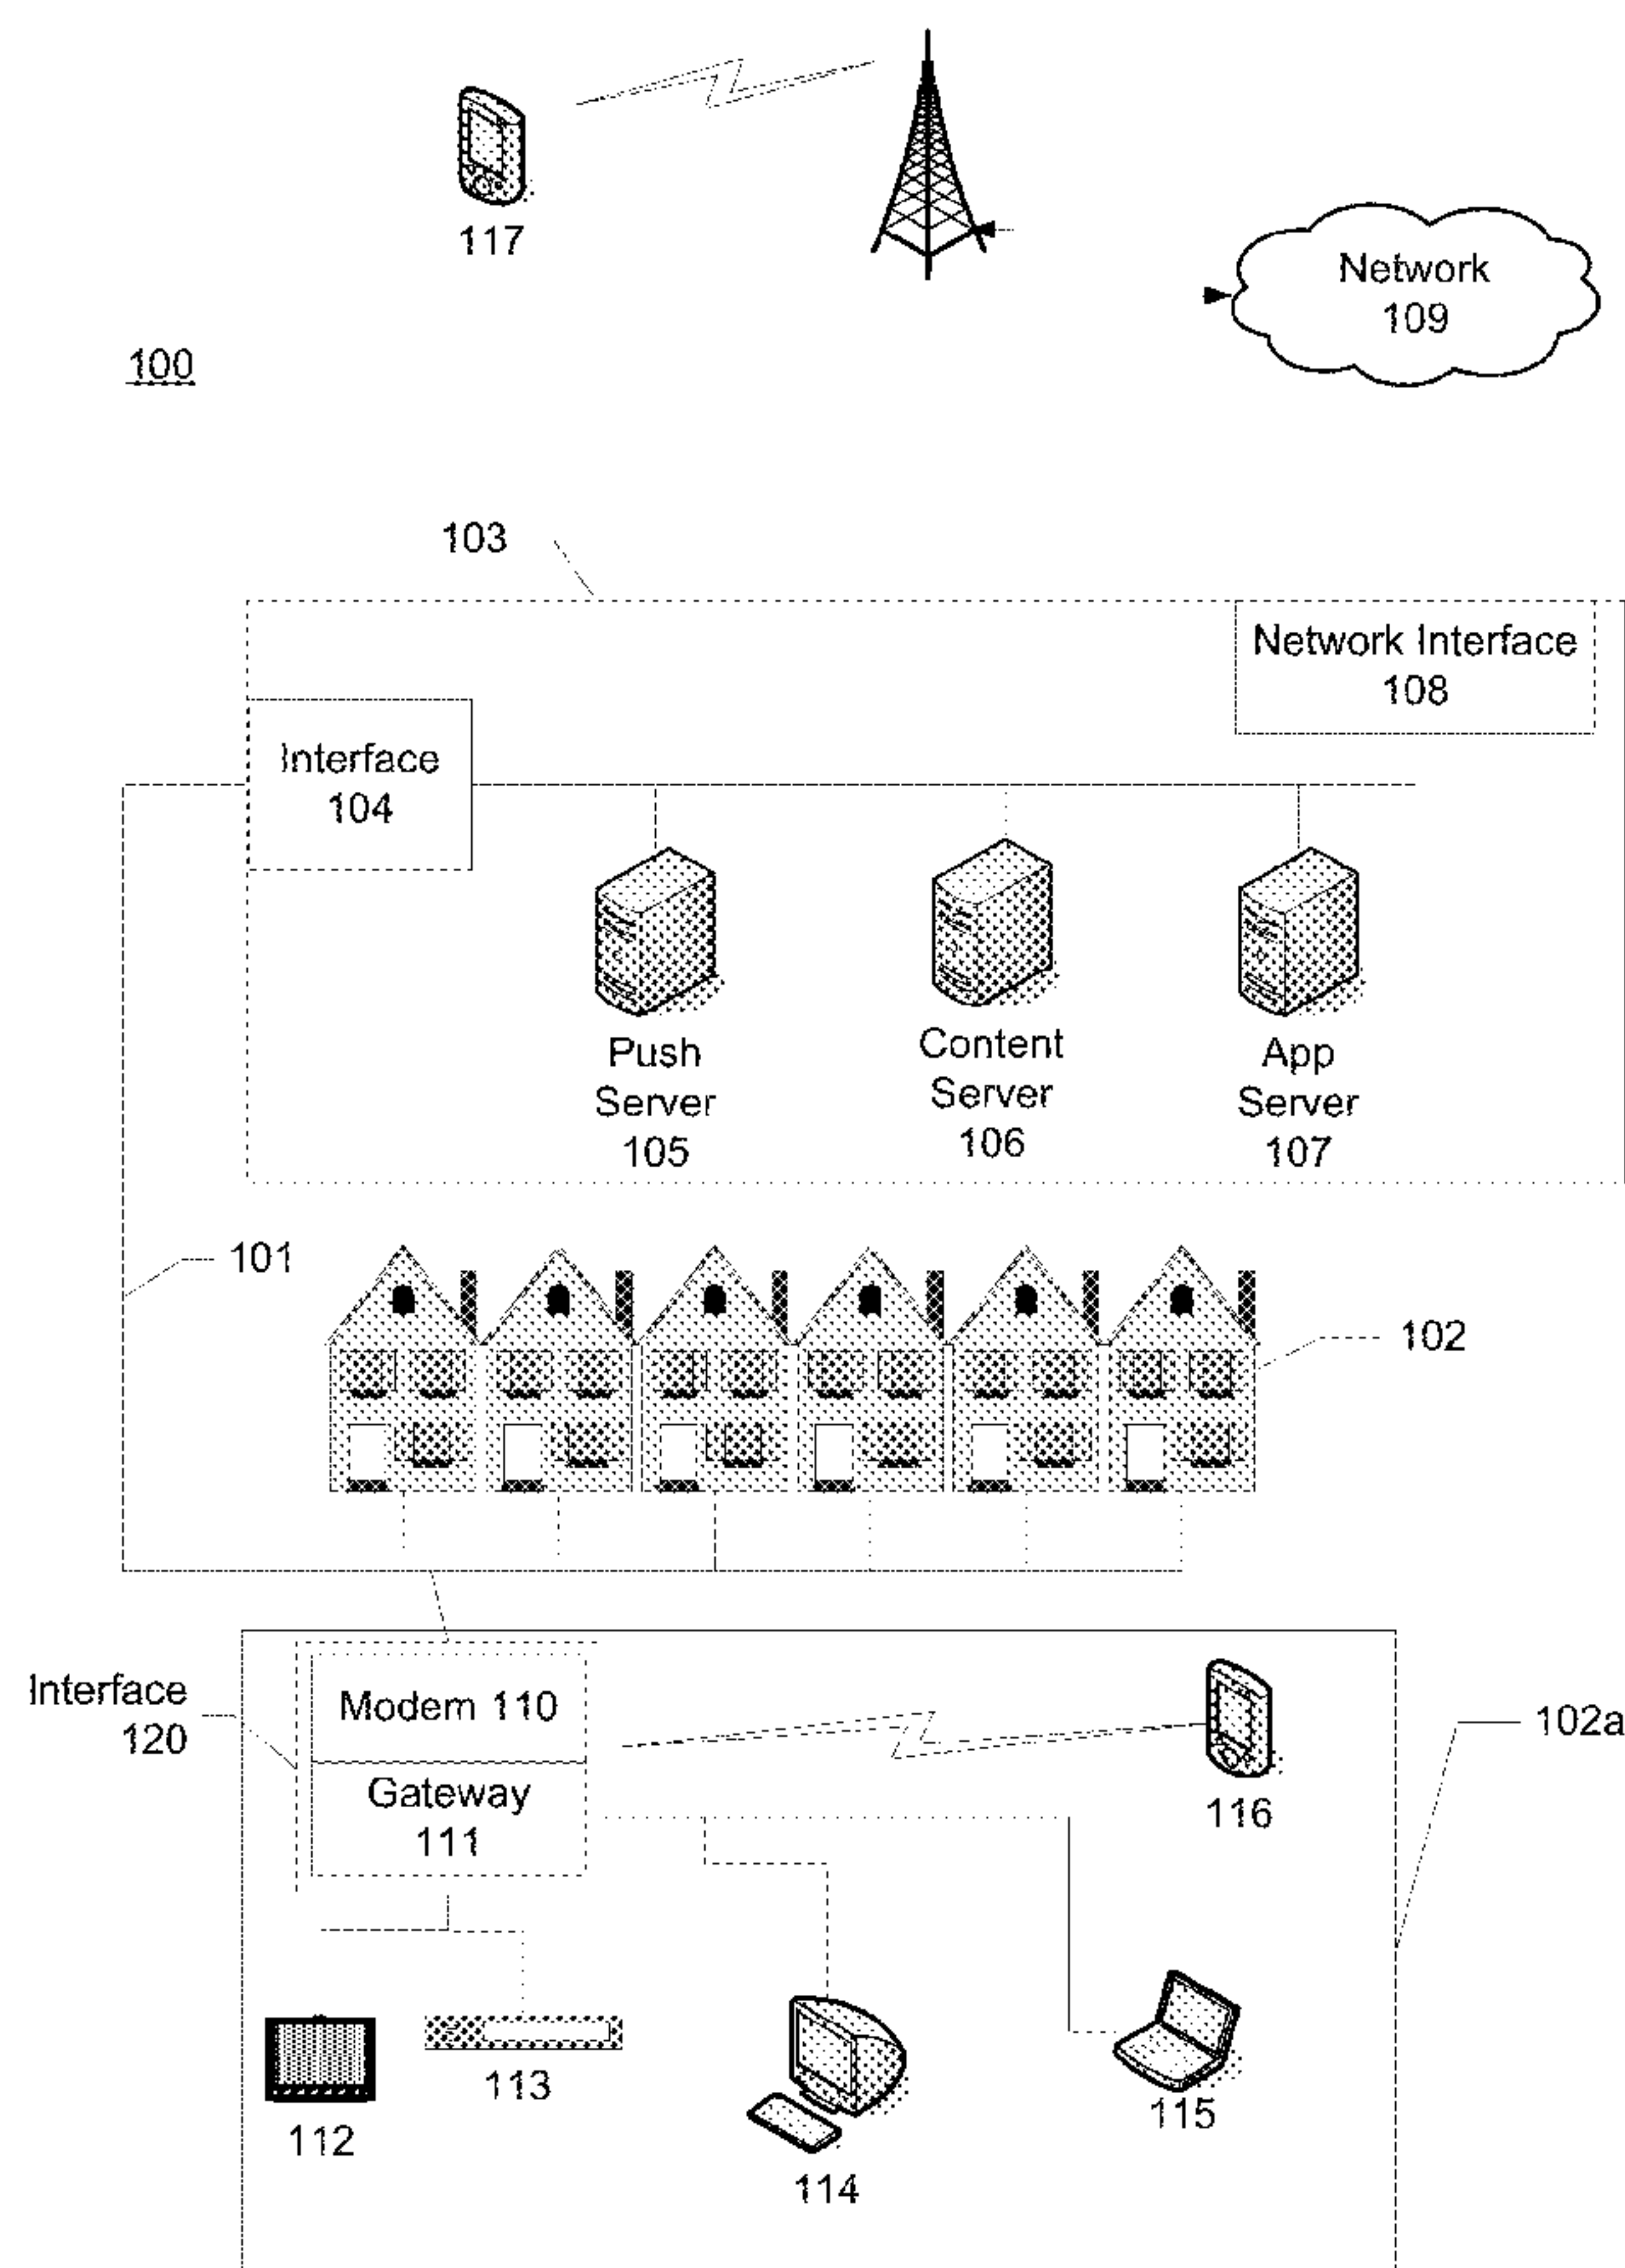 117
Network
109
100
103
Network Interface
108
Interface
104
Push
Server
105
Content
Server
106
App
Server
107
101
102
Interface
120
Modem 110
Gateway
111
116
102a
112
113
114
115